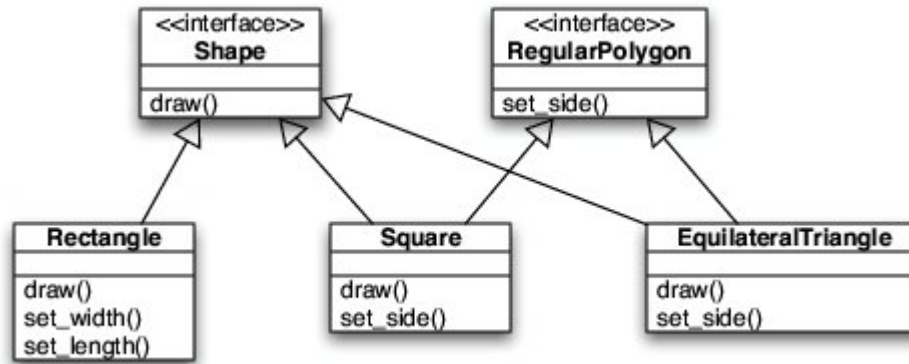 <<interface>>
Shape
draw()
<<interface>>
RegularPolygon
set_side()
Rectangle
draw()
set_width()
set_length()
Square
draw()
set_side()
EquilateralTriangle
draw()
set_side()